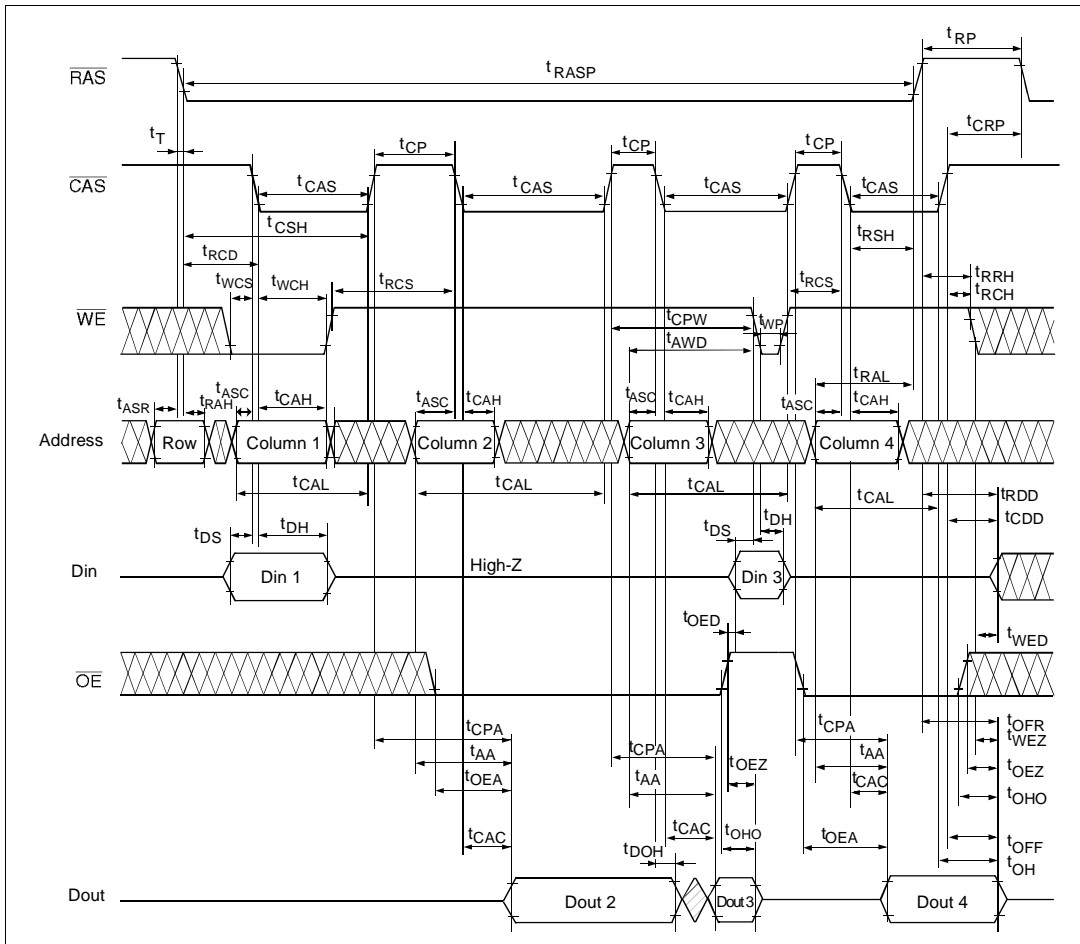 tRP
RAS
tRASP
tT
tCP tCP tCP tCRP
CAS
tCAS tCAS tCAS tCAS
tCSH
tRSH
tRCD
tWCS tWCH tRCS tRCS tRRH
tRCH
WE
tCPW tWP
tAWD
tRAL
tASR tRAH tASC tCAH tASC tCAH tASC tCAH tASC tCAH
Address Row Column 1 Column 2 Column 3 Column 4
tCAL tCAL tCAL tCAL tRDD
tCDD
tDS tDH tDS tDH
Din Din 1 High-Z Din 3
tOED tWED
OE
tCPA tCPA tCPA tOFR
tWEZ
tAA tOEZ tAA tOEZ
tOEA tAA tCAC tOHO
tCAC tCAC tOHO tOEA tOFF
tDOH tOH
Dout Dout 2 Dout 3 Dout 4